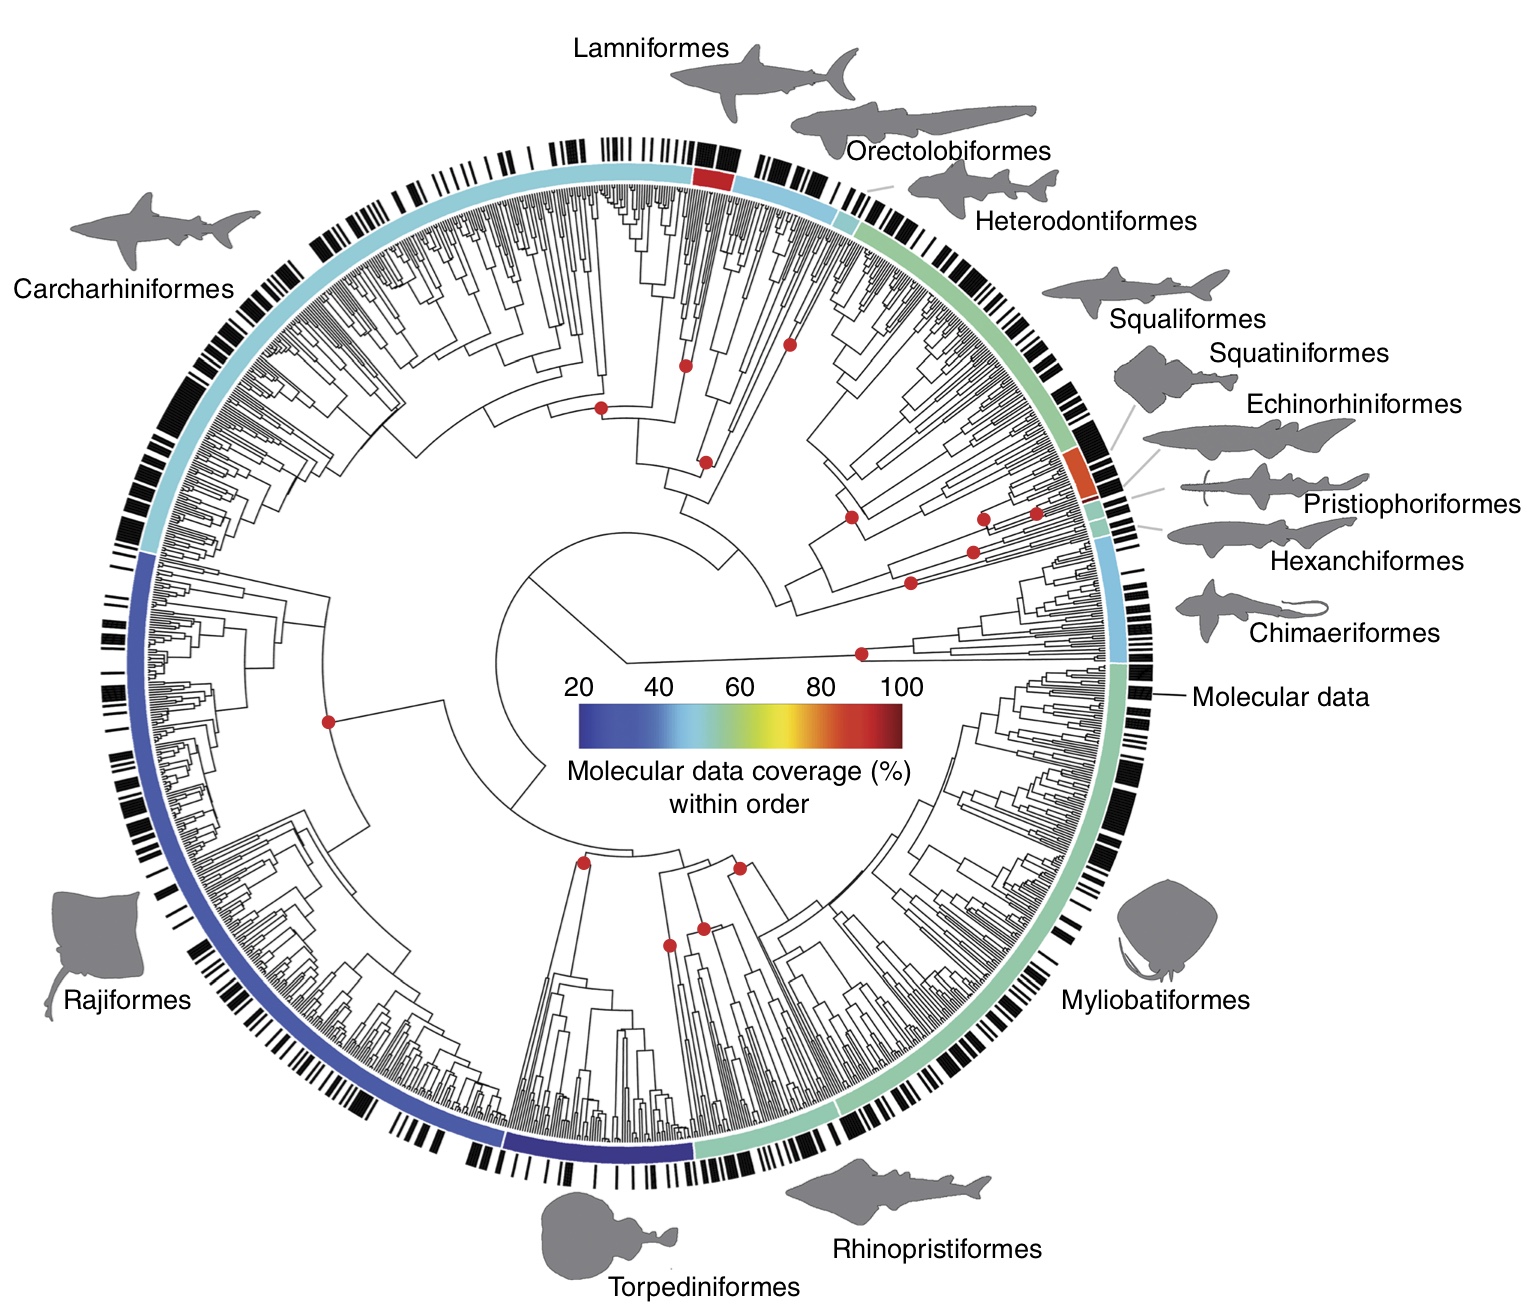 Lamniformes
Orectolobiformes
Heterodontiformes
Carcharhiniformes
Squaliformes
Squatiniformes
Echinorhiniformes
Pristiophoriformes
Hexanchiformes
Chimaeriformes
20 40 60 80 100
Molecular data
Molecular data coverage (%)
within order
Rajiformes
Myliobatiformes
Rhinopristiformes
Torpediniformes